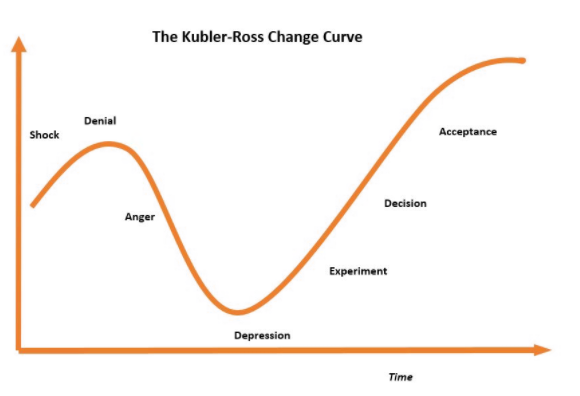 The Kubler-Ross Change Curve
Denial
Shock
Acceptance
Decision
Anger
Experiment
Depression
Time